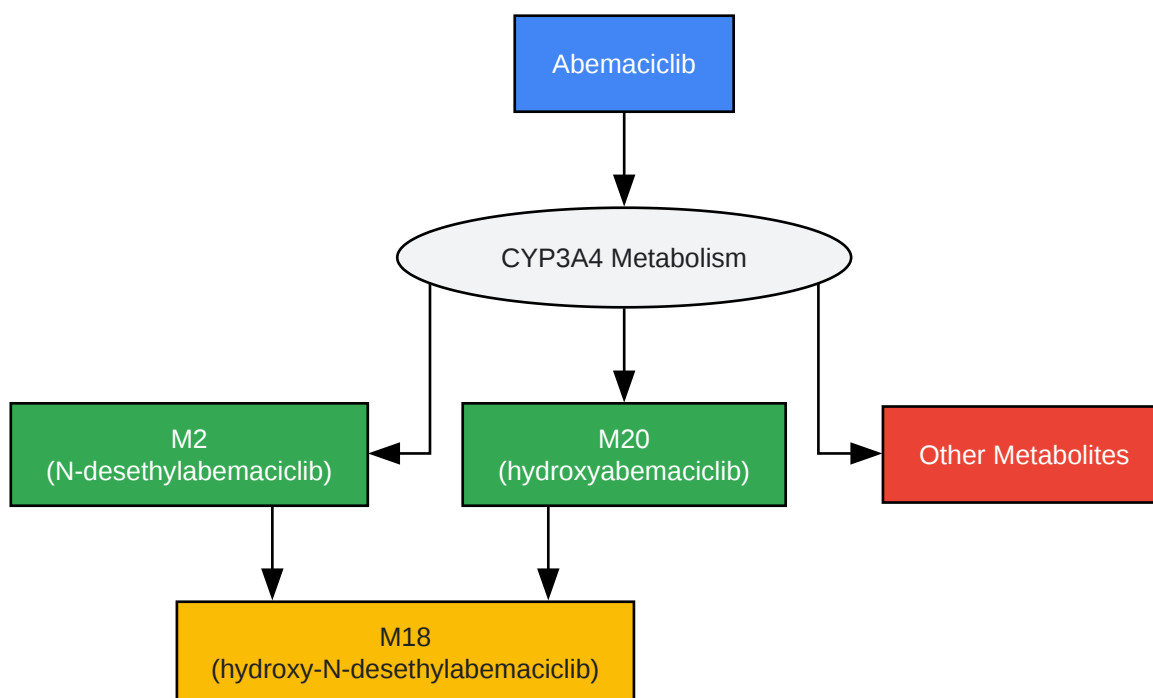 Abemaciclib
CYP3A4 Metabolism
M2
(N-desethylabemaciclib)
M20
(hydroxyabemaciclib)
Other Metabolites
M18
(hydroxy-N-desethylabemaciclib)